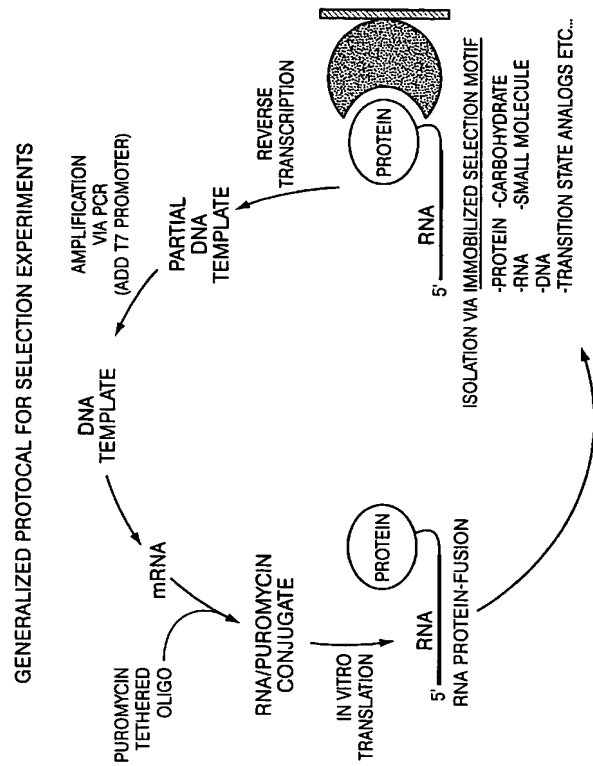 GENERALIZED PROTOCAL FOR SELECTION EXPERIMENTS
AMPLIFICATION
VIA PCR
(ADD T7 PROMOTER)
DNA
TEMPLATE
PARTIAL
DNA
TEMPLATE
REVERSE
TRANSCRIPTION
mRNA
PUROMYCIN
TETHERED
OLIGO
RNA/PUROMYCIN
CONJUGATE
IN VITRO
TRANSLATION
PROTEIN
RNA
5'
RNA PROTEIN-FUSION
PROTEIN
RNA
5'
ISOLATION VIA IMMOBILIZED SELECTION MOTIF
-PROTEIN -CARBOHYDRATE
-RNA -SMALL MOLECULE
-DNA
-TRANSITION STATE ANALOGS ETC...